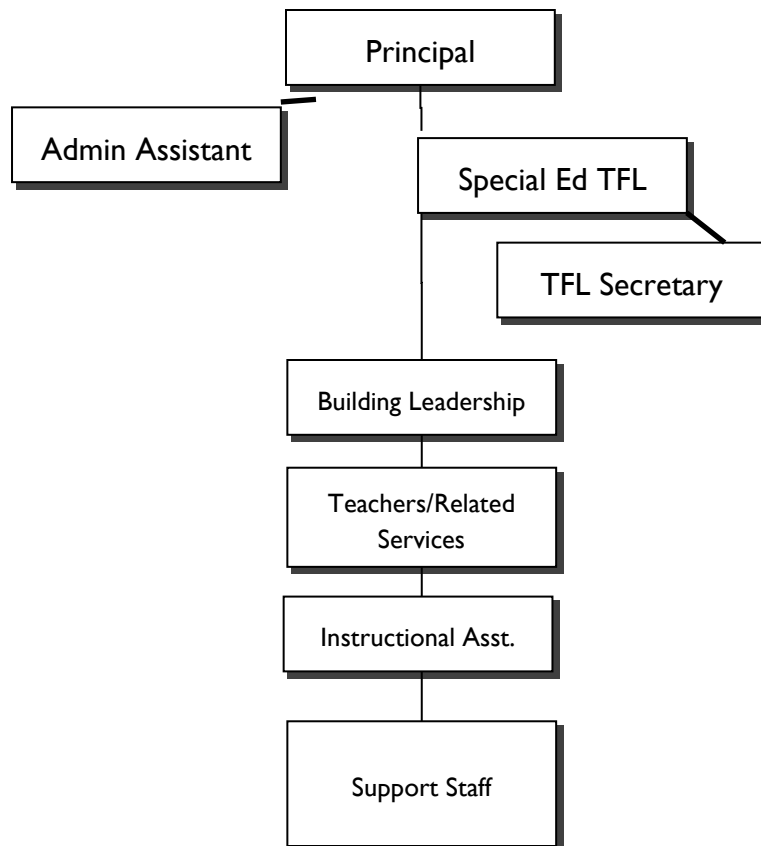 Principal
Admin Assistant
Special Ed TFL
TFL Secretary
Building Leadership
Teachers/Related
Services
Instructional Asst.
Support Staff